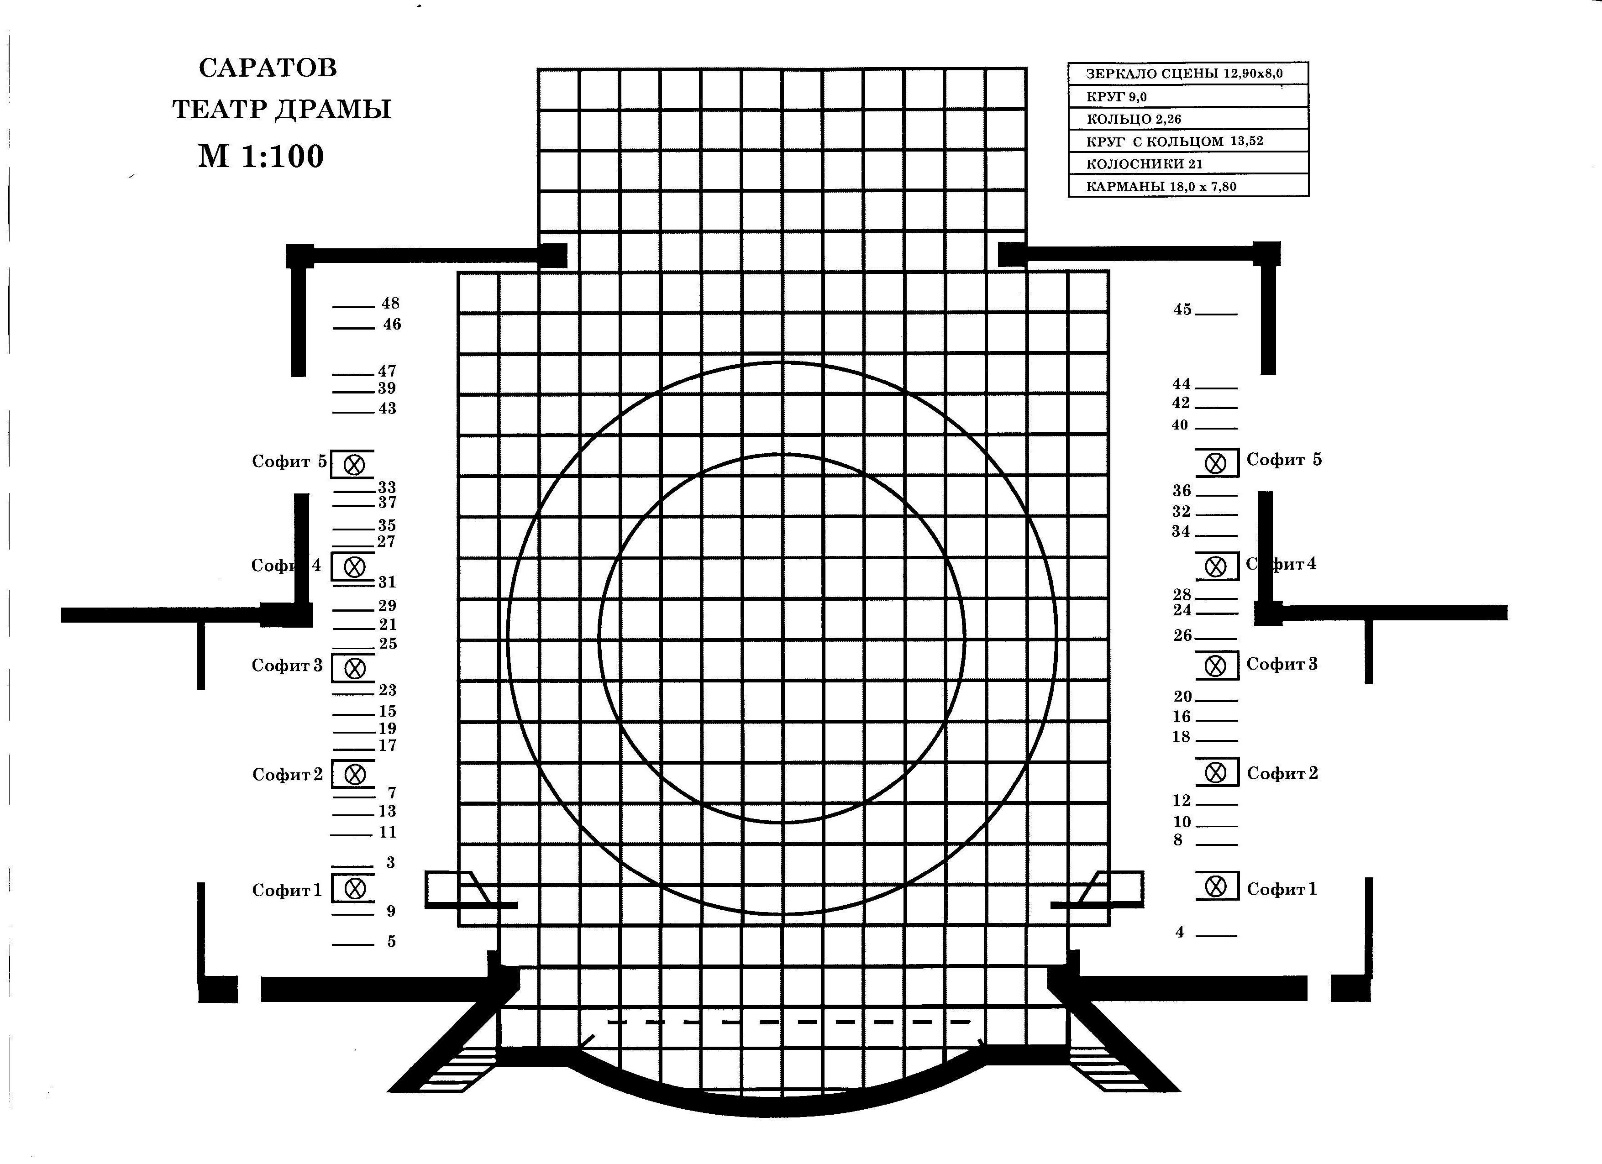 САРАТОВ
ТЕАТР ДРАМЫ
М 1:100
ЗЕРКАЛО СЦЕНЫ 12,90x8,0
КРУГ 9,0
КОЛЬЦО 2,26
КРУГ С КОЛЬЦОМ 13,52
КОЛОСНИКИ 21
КАРМАНЫ 18,0 x 7,80
48
46
47
39
43
Софит 5
33
37
35
27
Софи 4
31
29
21
25
Софит 3
23
15
19
17
Софит 2
7
13
11
3
Софит 1
9
5
45
44
42
40
Софит 5
36
32
34
Софит 4
28
24
26
Софит 3
20
16
18
Софит 2
12
10
8
Софит 1
4